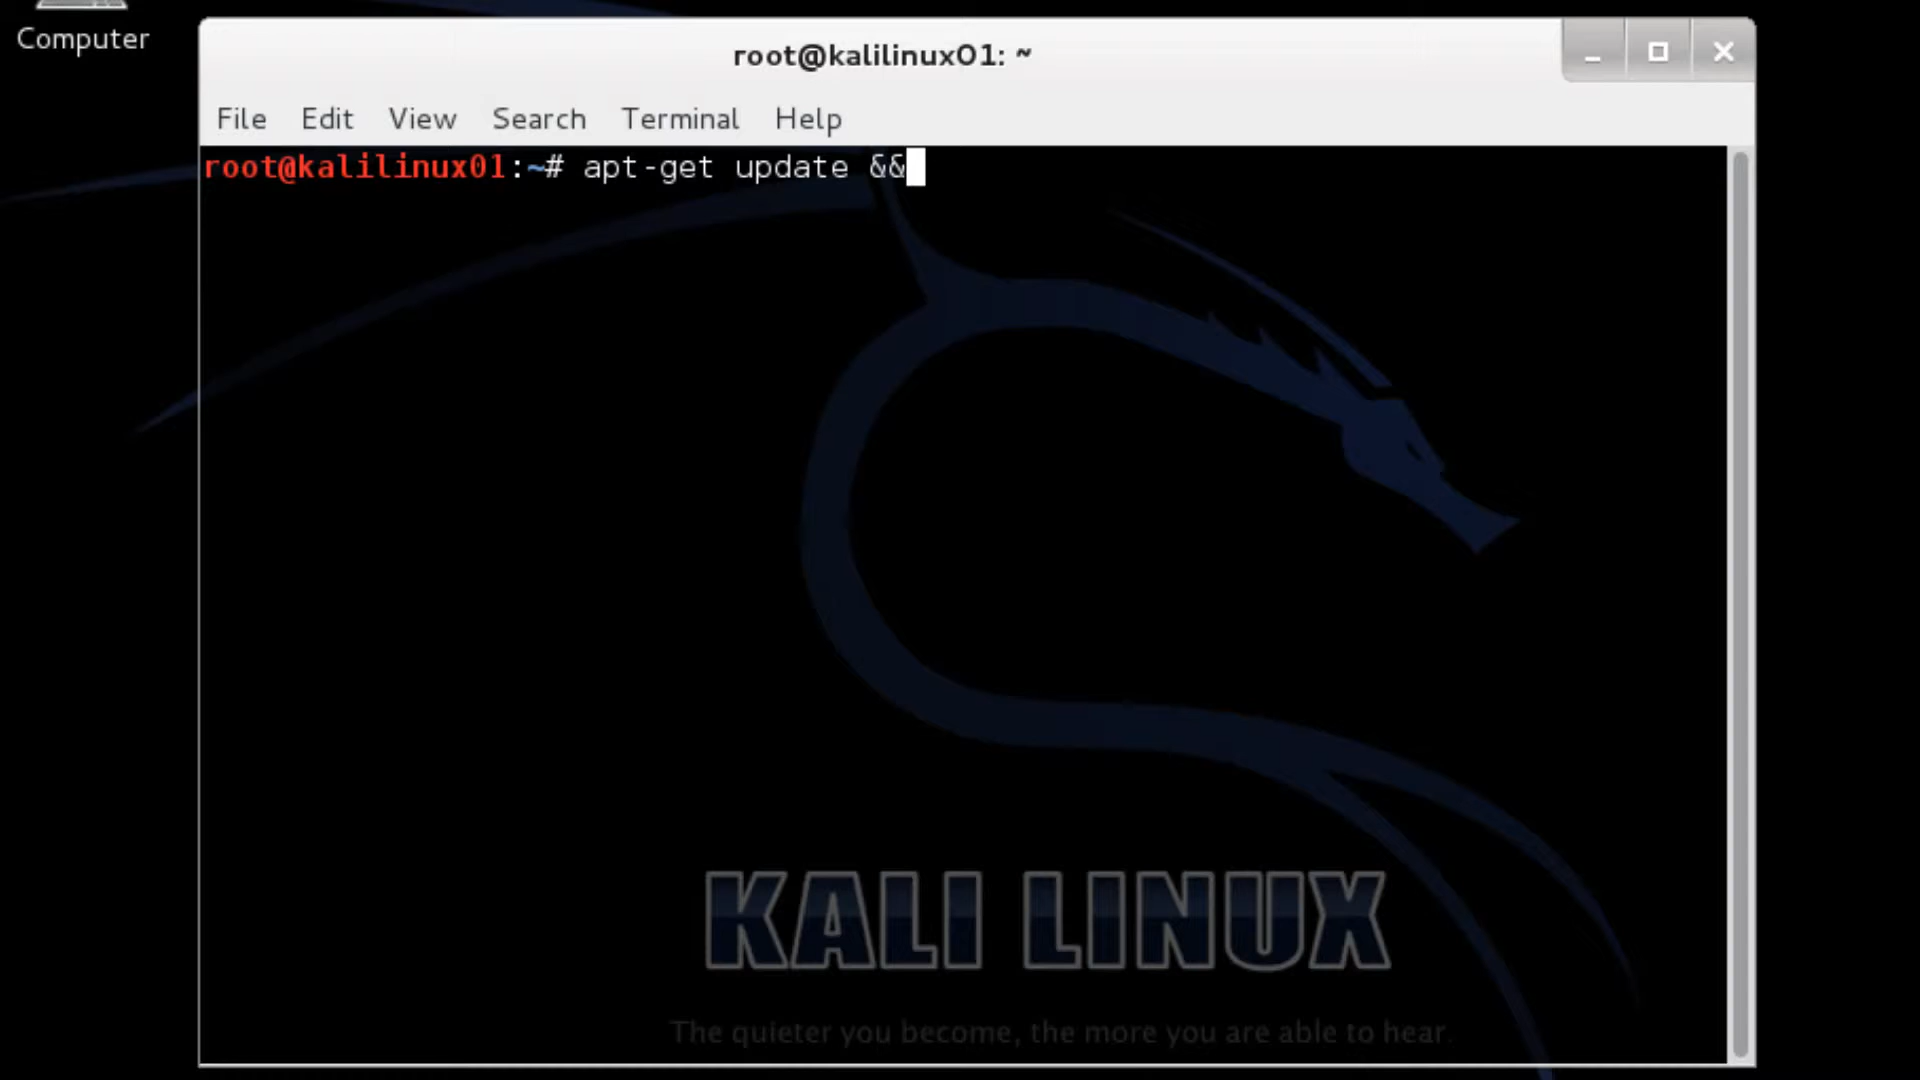 Computer
root@kalilinux01: ~
File Edit View Search Terminal Help
root@kalilinux01:~# apt-get update &&
KALI LINUX
The quieter you become, the more you are able to hear.